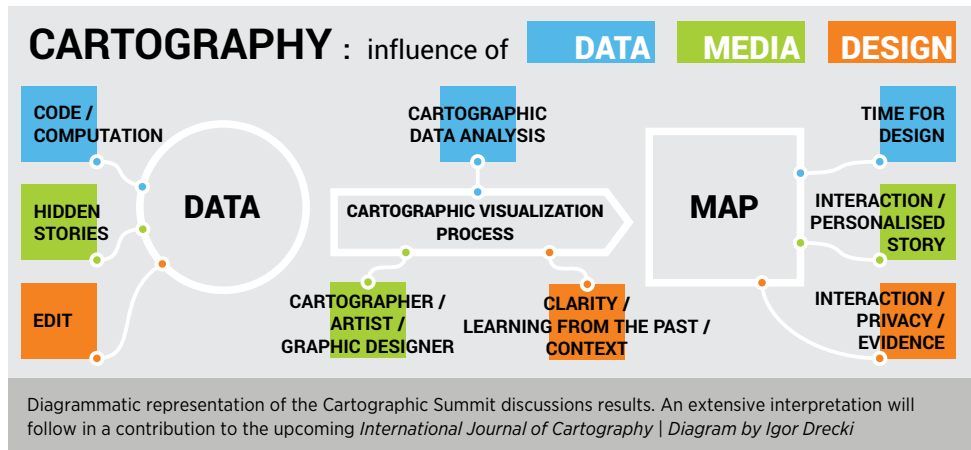 CARTOGRAPHY : influence of DATA MEDIA DESIGN
CODE /
COMPUTATION
HIDDEN
STORIES
EDIT
DATA
CARTOGRAPHIC
DATA ANALYSIS
CARTOGRAPHIC VISUALIZATION
PROCESS
CARTOGRAPHER /
ARTIST /
GRAPHIC DESIGNER
CLARITY /
LEARNING FROM THE PAST /
CONTEXT
MAP
TIME FOR
DESIGN
INTERACTION /
PERSONALISED
STORY
INTERACTION /
PRIVACY /
EVIDENCE
Diagrammatic representation of the Cartographic Summit discussions results. An extensive interpretation will
follow in a contribution to the upcoming International Journal of Cartography | Diagram by Igor Drecki